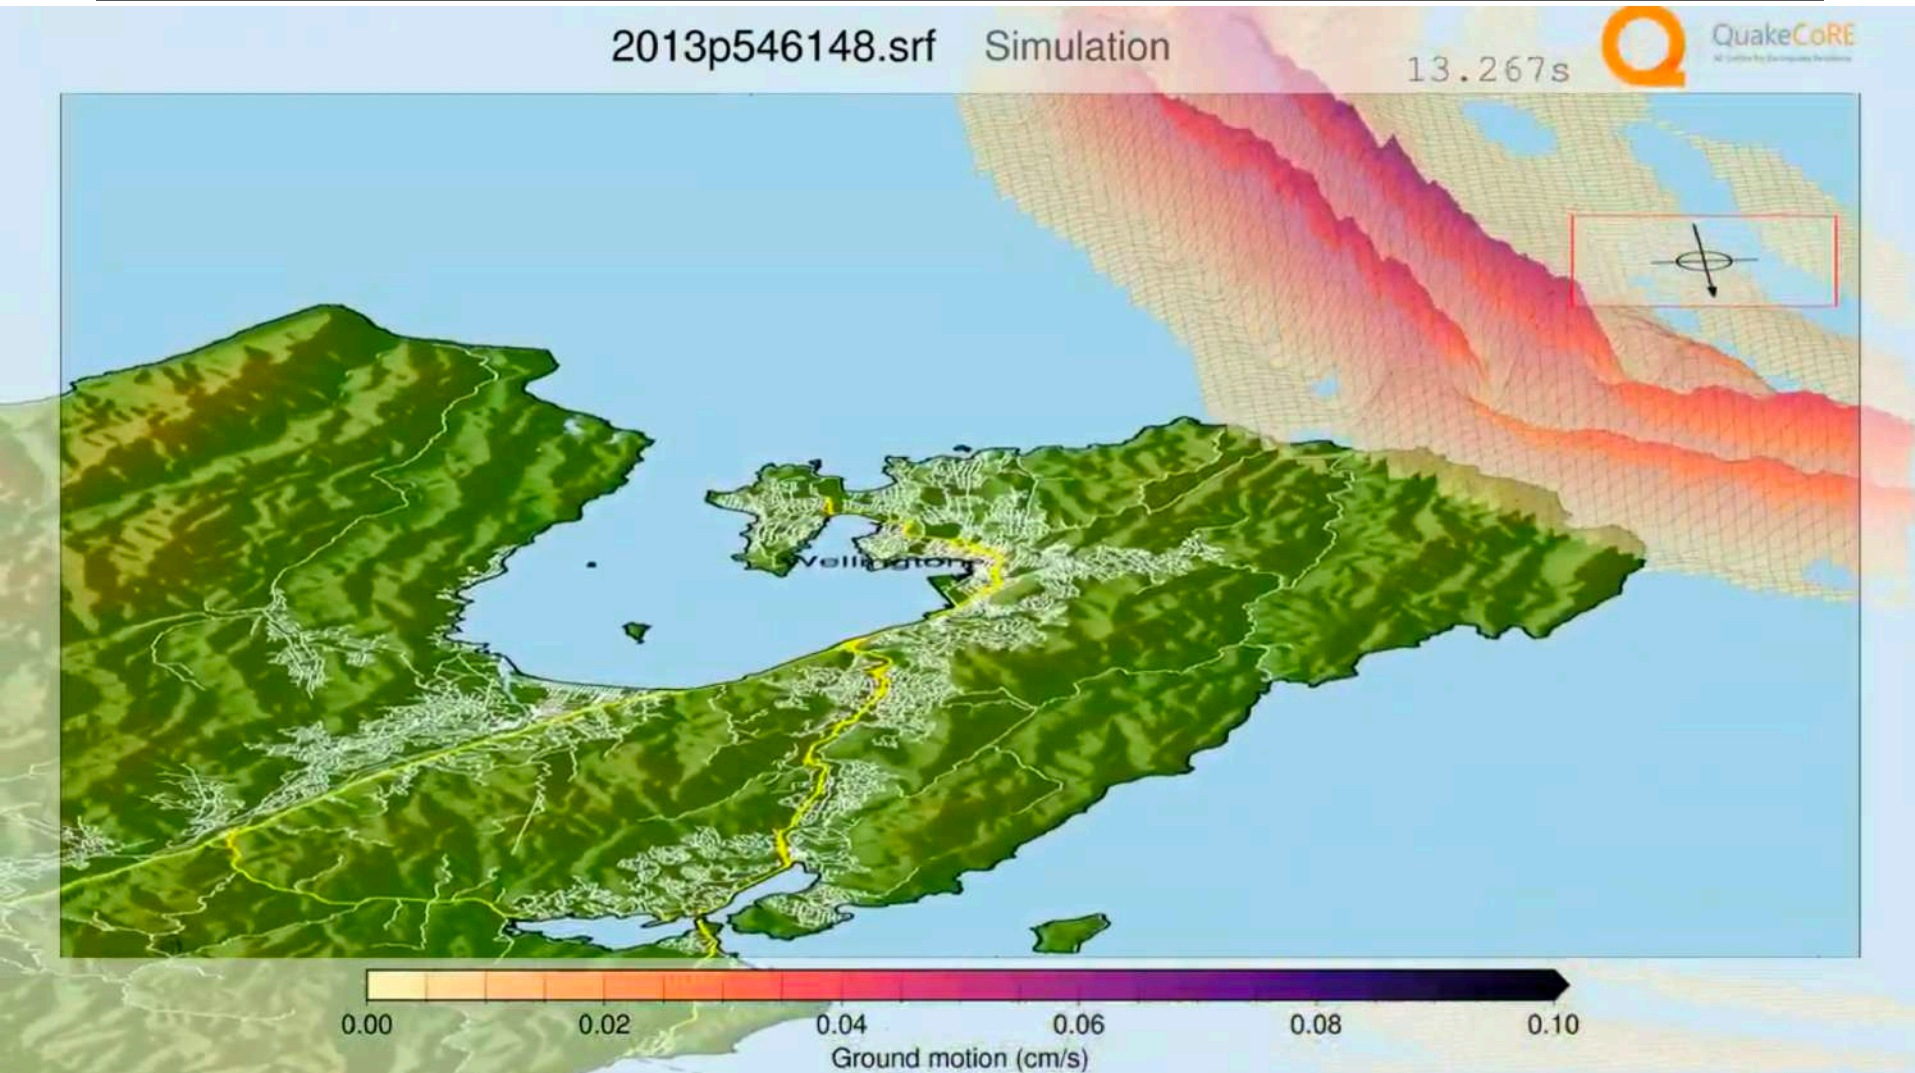 2013p546148.srf Simulation
13.267s
QuakeCoRE
Wellington
0.00 0.02 0.04 0.06 0.08 0.10
Ground motion (cm/s)